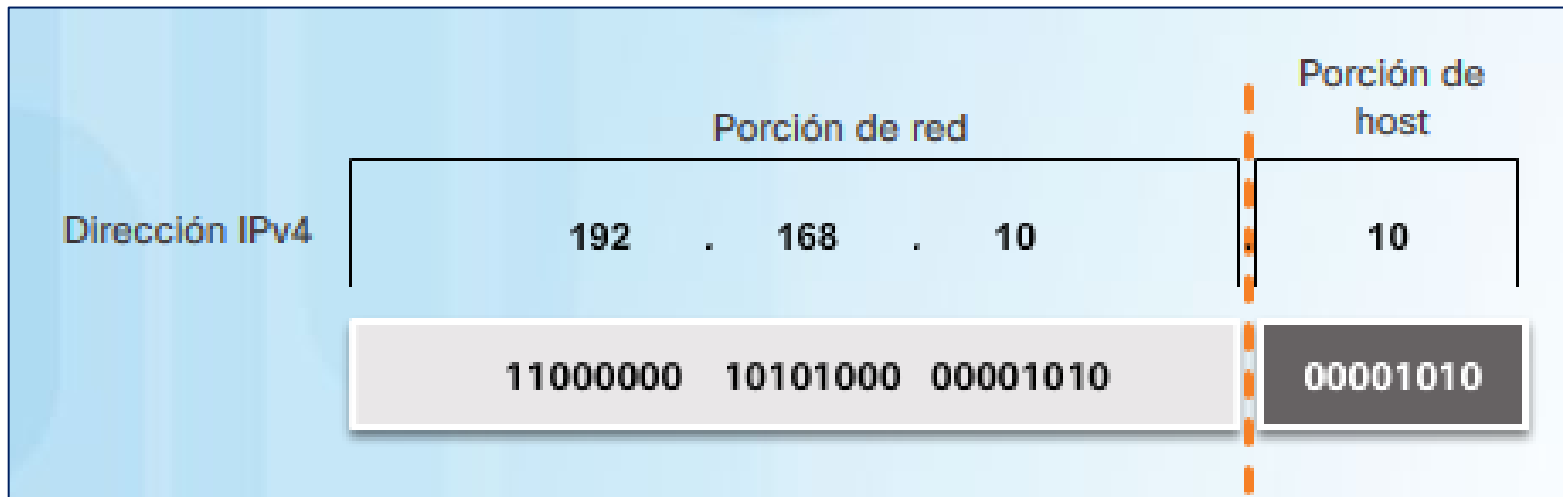 Porción de
host
Porción de red
Dirección IPv4 192 . 168 . 10 . 10
11000000 10101000 00001010 00001010